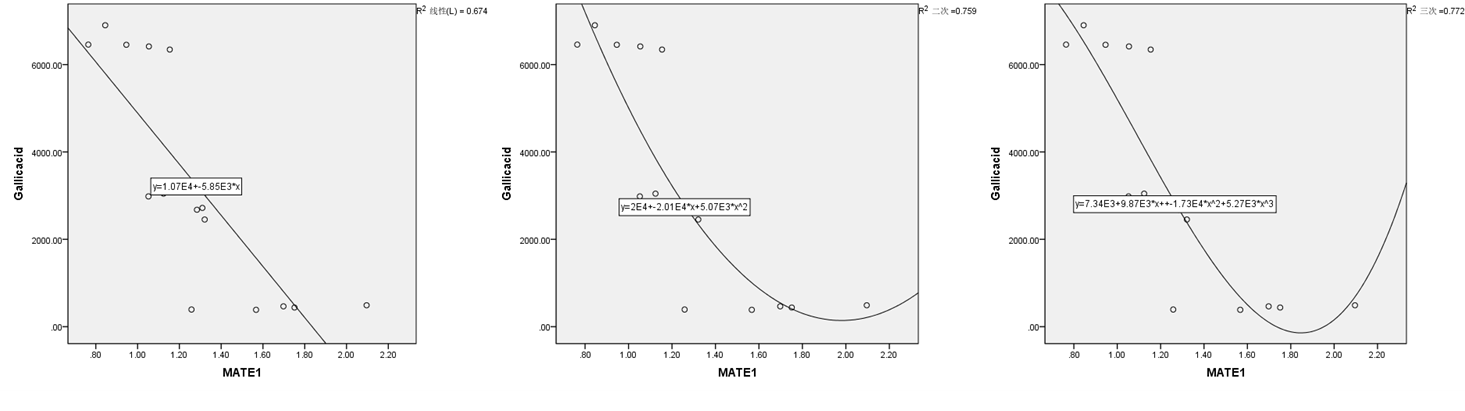 R² 线性(L) = 0.674
6000.00
4000.00
2000.00
.00
Gallicacid
y=1.07E4+-5.85E3*x
.80 1.00 1.20 1.40 1.60 1.80 2.00 2.20
MATE1
R² 二次 =0.759
6000.00
4000.00
2000.00
.00
Gallicacid
y=2E4+-2.01E4*x+5.07E3*x^2
.80 1.00 1.20 1.40 1.60 1.80 2.00 2.20
MATE1
R² 三次 =0.772
6000.00
4000.00
2000.00
.00
Gallicacid
y=7.34E3+9.87E3*x++-1.73E4*x^2+5.27E3*x^3
.80 1.00 1.20 1.40 1.60 1.80 2.00 2.20
MATE1